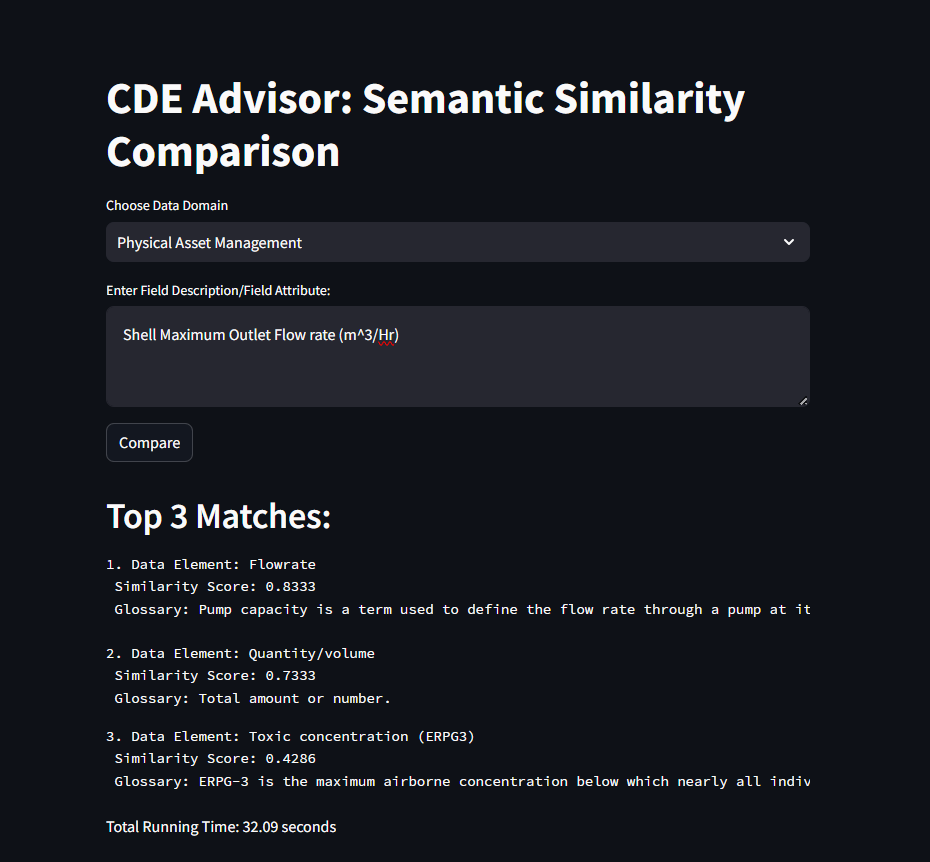 CDE Advisor: Semantic Similarity
Comparison
Choose Data Domain
Physical Asset Management
Enter Field Description/Field Attribute:
Shell Maximum Outlet Flow rate (m^3/Hr)
Compare
Top 3 Matches:
1. Data Element: Flowrate
Similarity Score: 0.8333
Glossary: Pump capacity is a term used to define the flow rate through a pump at it
2. Data Element: Quantity/volume
Similarity Score: 0.7333
Glossary: Total amount or number.
3. Data Element: Toxic concentration (ERPG3)
Similarity Score: 0.4286
Glossary: ERPG-3 is the maximum airborne concentration below which nearly all indiv
Total Running Time: 32.09 seconds